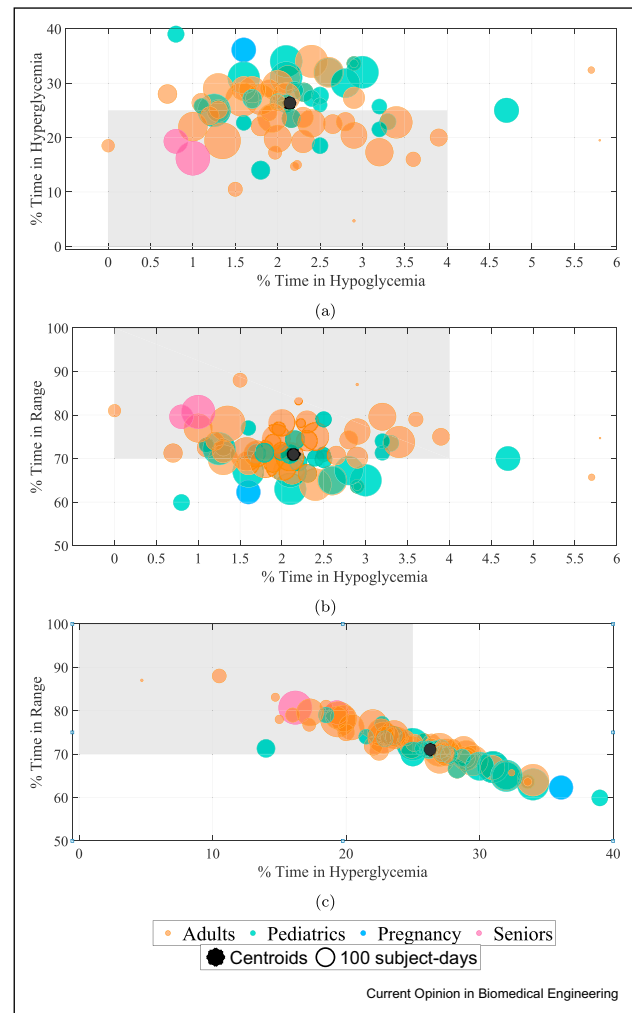 40
30
20
10
0
% Time in Hyperglycemia
0 0.5 1 1.5 2 2.5 3 3.5 4 4.5 5 5.5 6
% Time in Hypoglycemia
(a)
100
90
80
70
60
50
% Time in Range
0 0.5 1 1.5 2 2.5 3 3.5 4 4.5 5 5.5 6
% Time in Hypoglycemia
(b)
100
90
80
70
60
50
% Time in Range
0 10 20 30 40
% Time in Hyperglycemia
(c)
Adults Pediatrics Pregnancy Seniors
Centroids 100 subject-days
Current Opinion in Biomedical Engineering